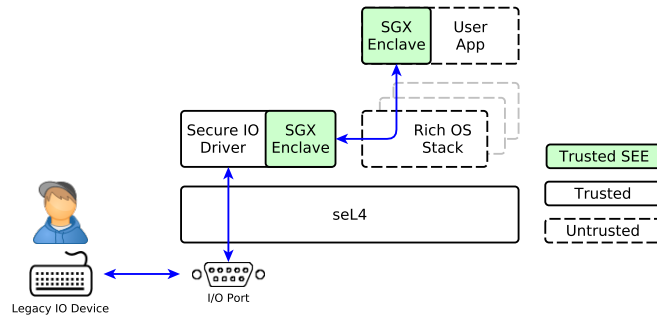 SGX
Enclave
User
App
Secure IO
Driver
SGX
Enclave
Rich OS
Stack
Trusted SEE
Trusted
Untrusted
seL4
I/O Port
Legacy IO Device